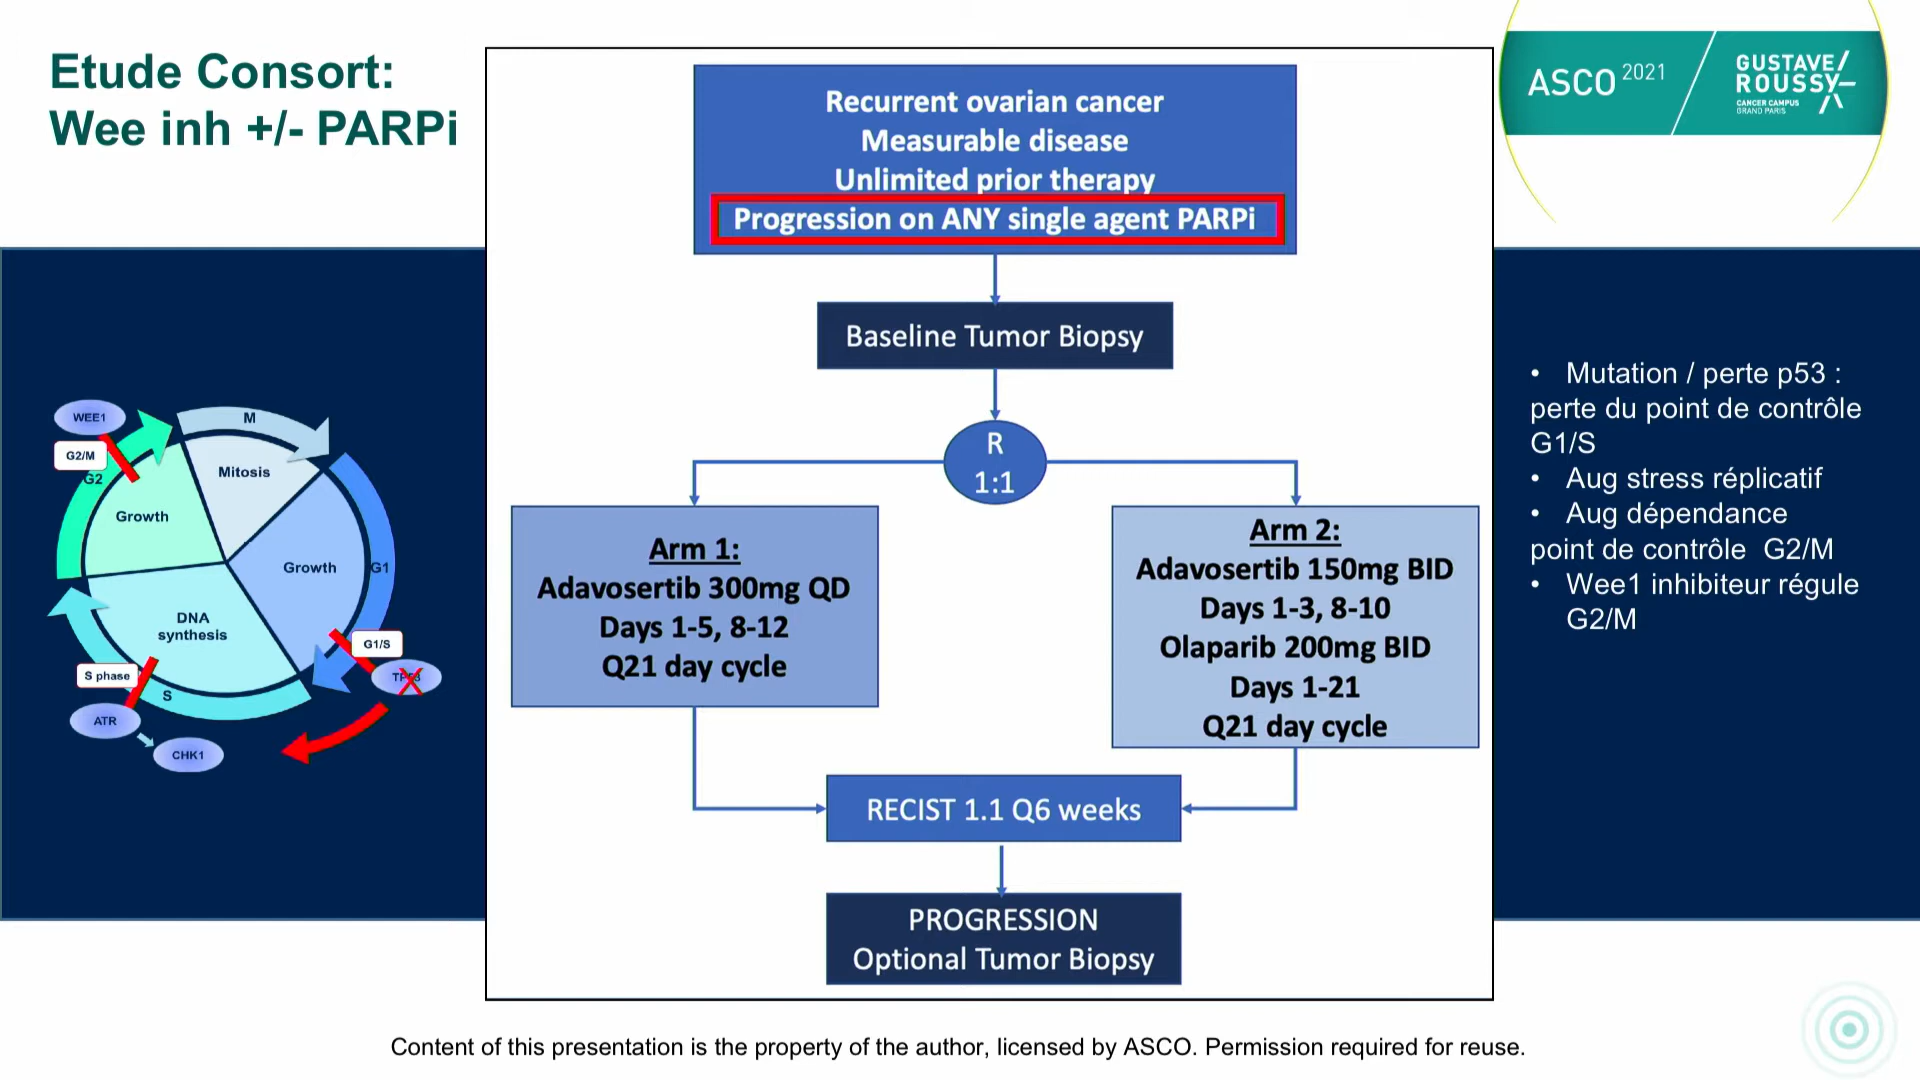 Etude Consort:
Wee inh +/- PARPi
Recurrent ovarian cancer
Measurable disease
Unlimited prior therapy
Progression on ANY single agent PARPi
Baseline Tumor Biopsy
R
1:1
Arm 1:
Adavosertib 300mg QD
Days 1-5, 8-12
Q21 day cycle
Arm 2:
Adavosertib 150mg BID
Days 1-3, 8-10
Olaparib 200mg BID
Days 1-21
Q21 day cycle
RECIST 1.1 Q6 weeks
PROGRESSION
Optional Tumor Biopsy
ASCO 2021
GUSTAVE/
ROUSSY
CANCER CAMPUS
GRAND PARIS
WEE1
G2/M
G2
M
Mitosis
Growth
Growth
G1
DNA
synthesis
G1/S
TP53
S phase
S
ATR
CHK1
• Mutation / perte p53 :
perte du point de contrôle
G1/S
• Aug stress réplicatif
• Aug dépendance
point de contrôle G2/M
• Wee1 inhibiteur régule
G2/M
Content of this presentation is the property of the author, licensed by ASCO. Permission required for reuse.